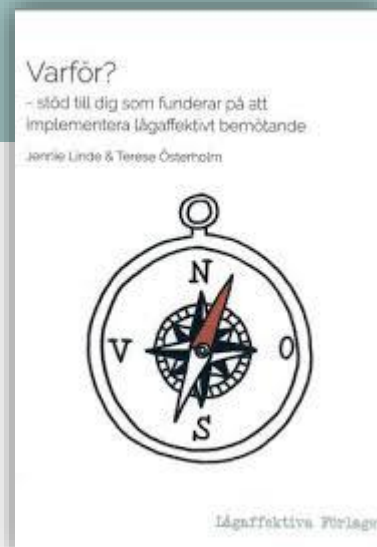 Varför?
- stöd till dig som funderar på att
implementera lågaffektivt bemötande
Jennie Linde & Terese Österholm
N
V O
S
Lågaffektiva Förlage